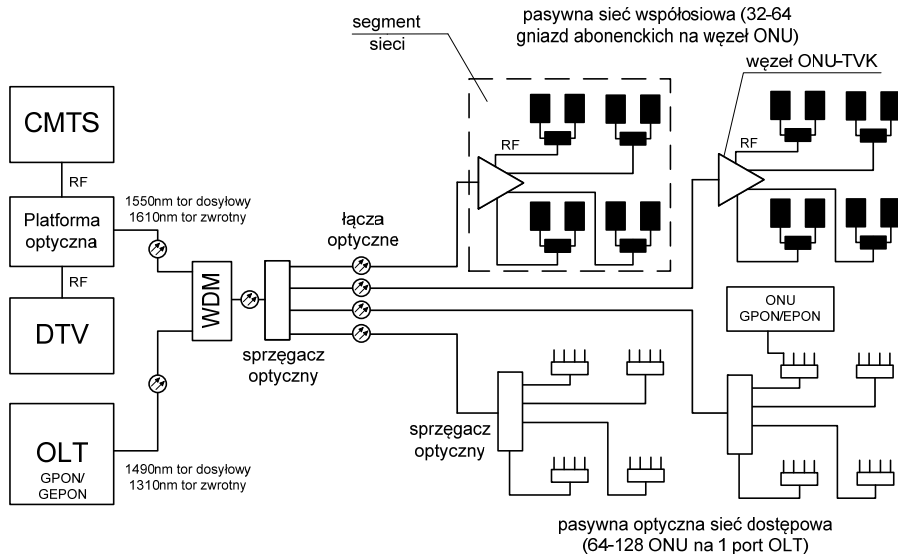 segment
sieci
pasywna sieć współosiowa (32-64
gniazd abonenckich na węzeł ONU)
węzeł ONU-TVK
CMTS
RF
RF
RF
1550nm tor dosyłowy
1610nm tor zwrotny
Platforma
optyczna
łącza
optyczne
RF
WDM
DTV
ONU
GPON/EPON
sprzęgacz
optyczny
OLT
GPON/
GEPON
sprzęgacz
optyczny
1490nm tor dosyłowy
1310nm tor zwrotny
pasywna optyczna sieć dostępowa
(64-128 ONU na 1 port OLT)